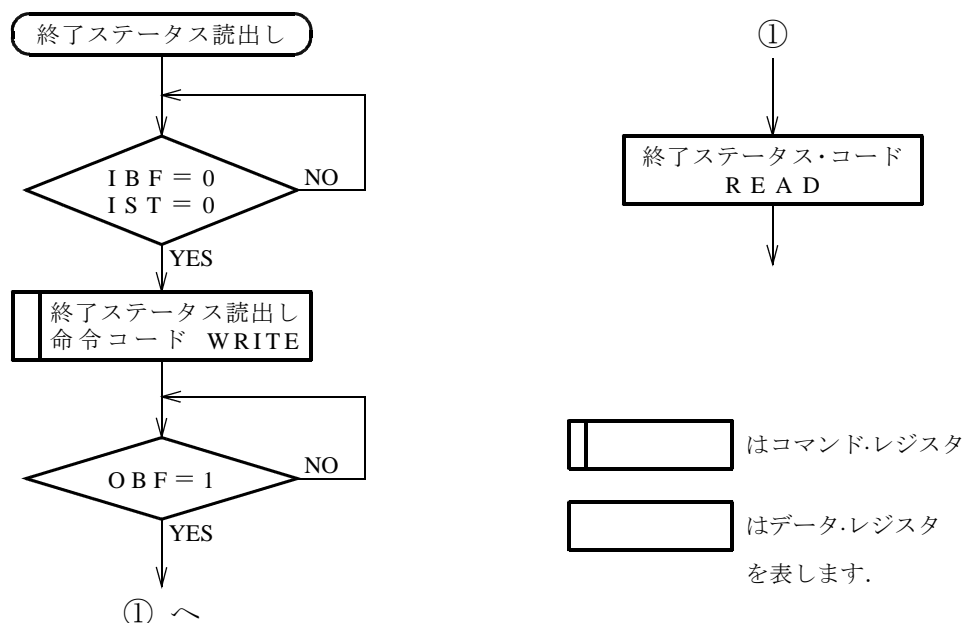 終了ステータス読出し
IBF=0
IST=0
NO
YES
終了ステータス読出し
命令コード WRITE
OBF=1
NO
YES
① へ
①
終了ステータス・コード
READ
はコマンド・レジスタ
はデータ・レジスタ
を表します.